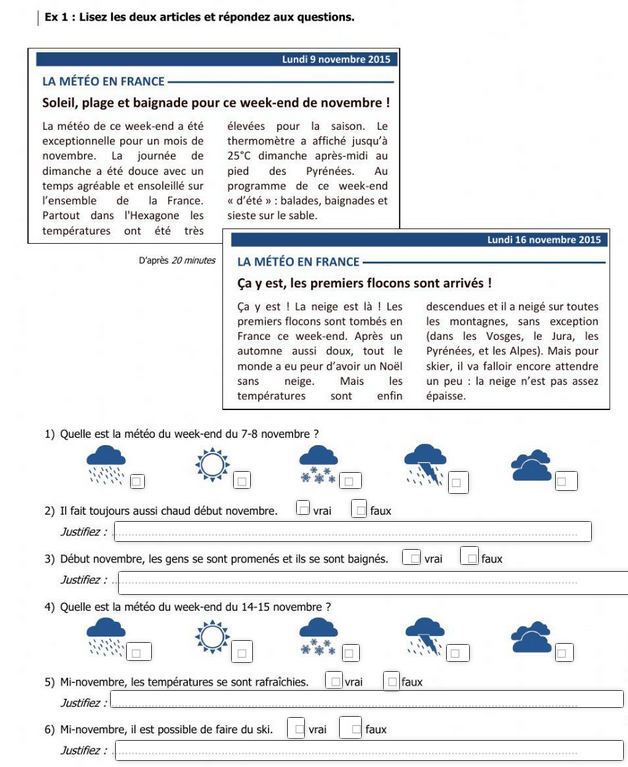 Ex 1 : Lisez les deux articles et répondez aux questions.
Lundi 9 novembre 2015
LA MÉTÉO EN FRANCE
Soleil, plage et baignade pour ce week-end de novembre !
La météo de ce week-end a été
exceptionnelle pour un mois de
novembre. La journée de
dimanche a été douce avec un
temps agréable et ensoleillé sur
l'ensemble de la France.
Partout dans l'Hexagone les
températures ont été très
élevées pour la saison. Le
thermomètre a affiché jusqu'à
25°C dimanche après-midi au
pied des Pyrénées. Au
programme de ce week-end
« d'été » : balades, baignades et
sieste sur le sable.
D'après 20 minutes
Lundi 16 novembre 2015
LA MÉTÉO EN FRANCE
Ça y est, les premiers flocons sont arrivés !
Ça y est ! La neige est là ! Les
premiers flocons sont tombés en
France ce week-end. Après un
automne aussi doux, tout le
monde a eu peur d'avoir un Noël
sans neige. Mais les
températures sont enfin
descendues et il a neigé sur toutes
les montagnes, sans exception
(dans les Vosges, le Jura, les
Pyrénées, et les Alpes). Mais pour
skier, il va falloir encore attendre
un peu : la neige n'est pas assez
épaisse.
1) Quelle est la météo du week-end du 7-8 novembre ?
2) Il fait toujours aussi chaud début novembre. vrai faux
Justifiez :
3) Début novembre, les gens se sont promenés et ils se sont baignés. vrai faux
Justifiez :
4) Quelle est la météo du week-end du 14-15 novembre ?
5) Mi-novembre, les températures se sont rafraîchies. vrai faux
Justifiez :
6) Mi-novembre, il est possible de faire du ski. vrai faux
Justifiez :